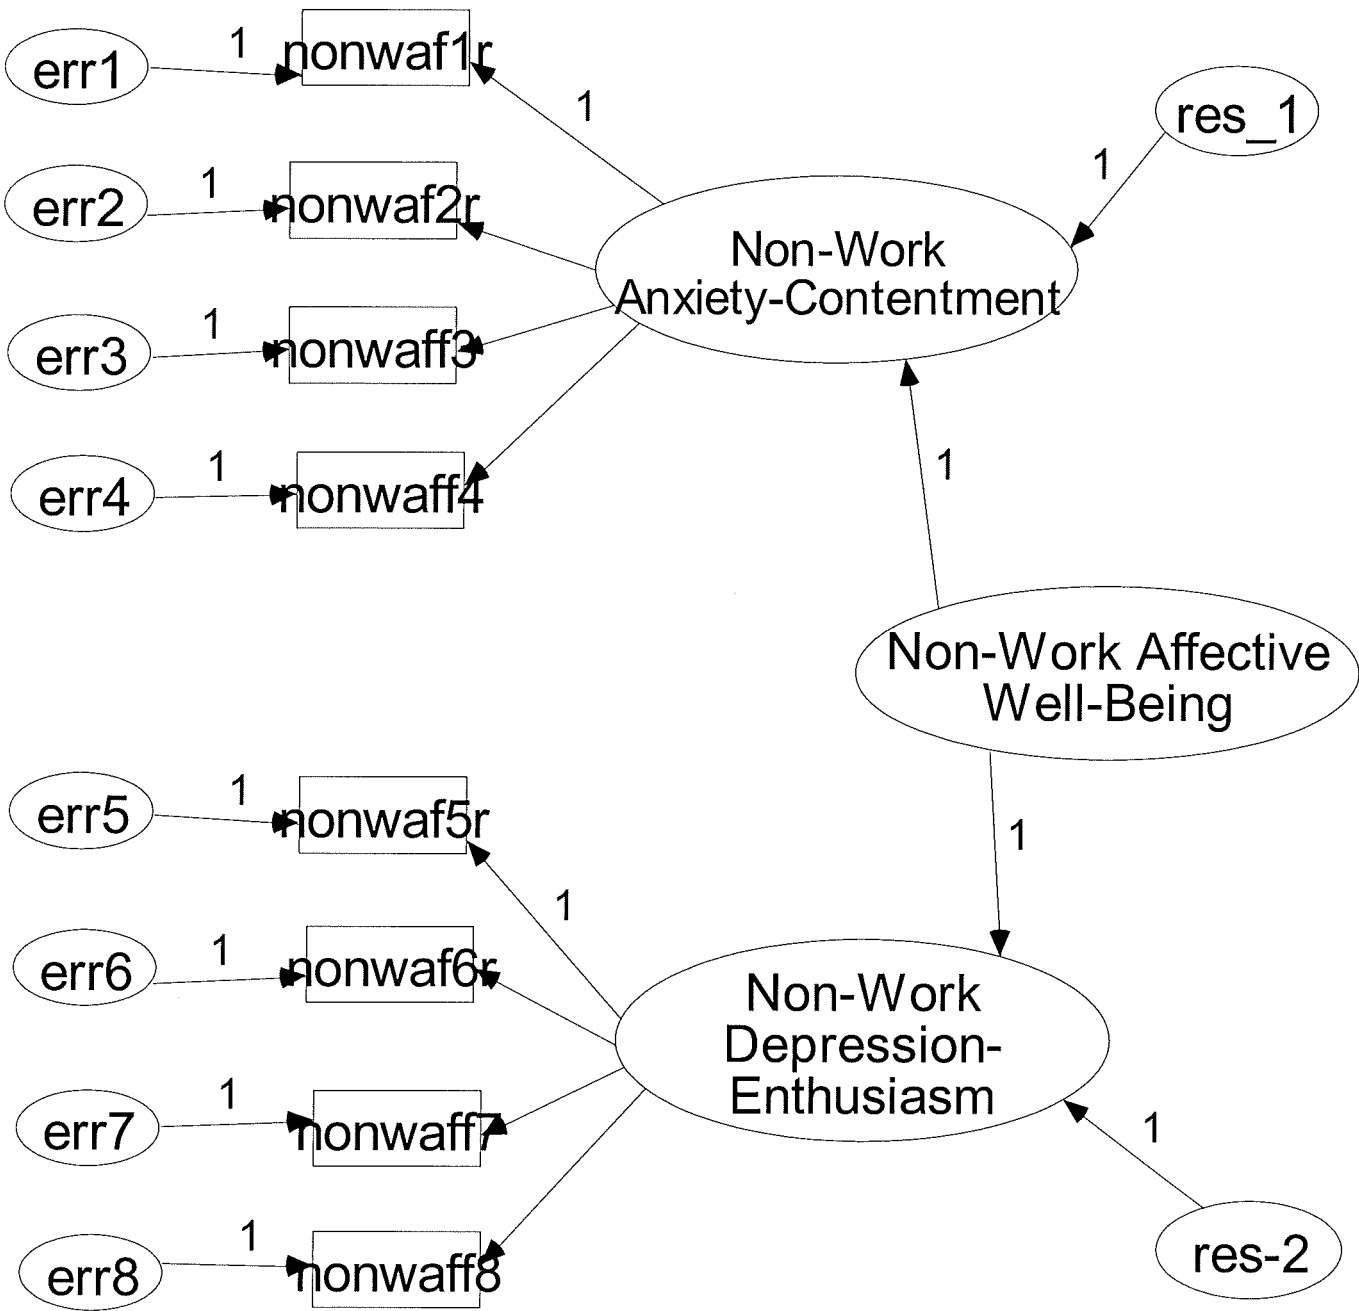 1
nonwaf1r
err1
1
res_1
1
1
nonwaf2r
err2
Non-Work
Anxiety-Contentment
1
nonwaff3
err3
1
1
nonwaff4
err4
Non-Work Affective
Well-Being
1
nonwaf5r
err5
1
1
1
nonwaf6r
err6
Non-Work
Depression-
Enthusiasm
1
nonwaff7
err7
1
1
nonwaff8
err8
res-2